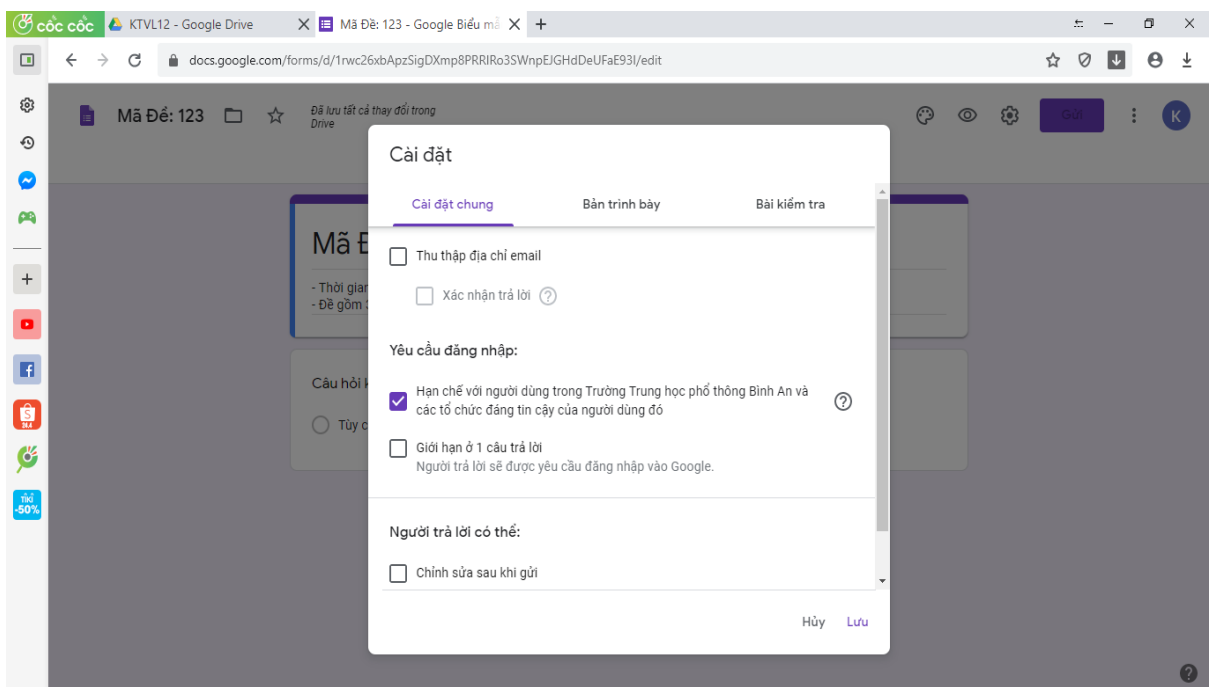 cốc cốc
KTVL12 - Google Drive
Mã Đề: 123 - Google Biểu mẫ
docs.google.com/forms/d/1rwc26xbApzSigDXmp8PRRIRo3SWnpEJGHdDeUFaE93I/edit
Mã Đề: 123
Đã lưu tất cả thay đổi trong
Drive
Gửi
K
Cài đặt
Cài đặt chung
Bản trình bày
Bài kiểm tra
Mã Đ
Thu thập địa chỉ email
- Thời gian
Xác nhận trả lời
- Đề gồm
Yêu cầu đăng nhập:
Câu hỏi
Hạn chế với người dùng trong Trường Trung học phổ thông Bình An và
các tổ chức đáng tin cậy của người dùng đó
Tùy c
Giới hạn ở 1 câu trả lời
Người trả lời sẽ được yêu cầu đăng nhập vào Google.
TIKI
-50%
Người trả lời có thể:
Chỉnh sửa sau khi gửi
Hủy
Lưu